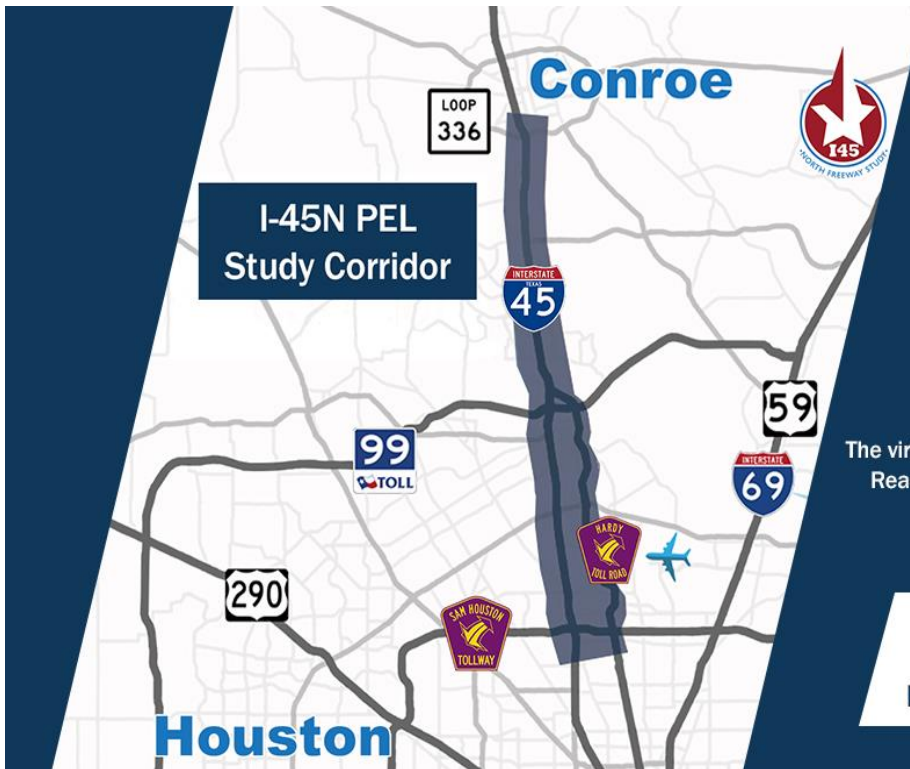 Conroe
LOOP
336
I45
NORTH FREEWAY STUDY
I-45N PEL
Study Corridor
INTERSTATE
TEXAS
45
59
99
TOLL
The vir
Rea
INTERSTATE
69
HARDY
TOLL ROAD
290
SAM HOUSTON
TOLLWAY
Houston